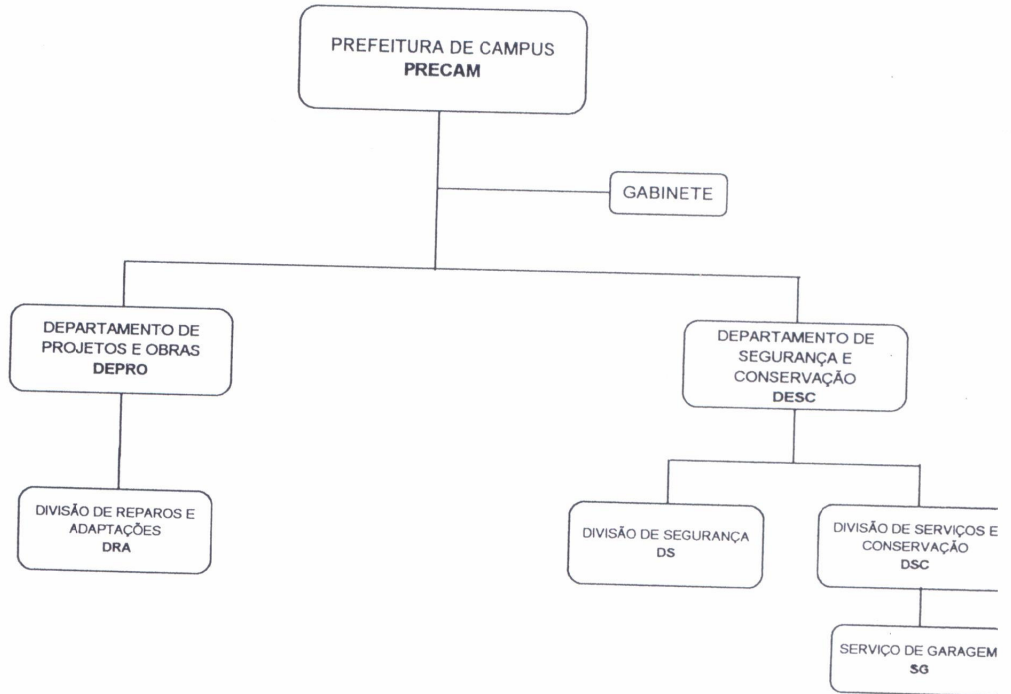 PREFEITURA DE CAMPUS
PRECAM
GABINETE
DEPARTAMENTO DE
PROJETOS E OBRAS
DEPRO
DEPARTAMENTO DE
SEGURANÇA E
CONSERVAÇÃO
DESC
DIVISÃO DE REPAROS E
ADAPTAÇÕES
DRA
DIVISÃO DE SEGURANÇA
DS
DIVISÃO DE SERVIÇOS E
CONSERVAÇÃO
DSC
SERVIÇO DE GARAGEM
SG